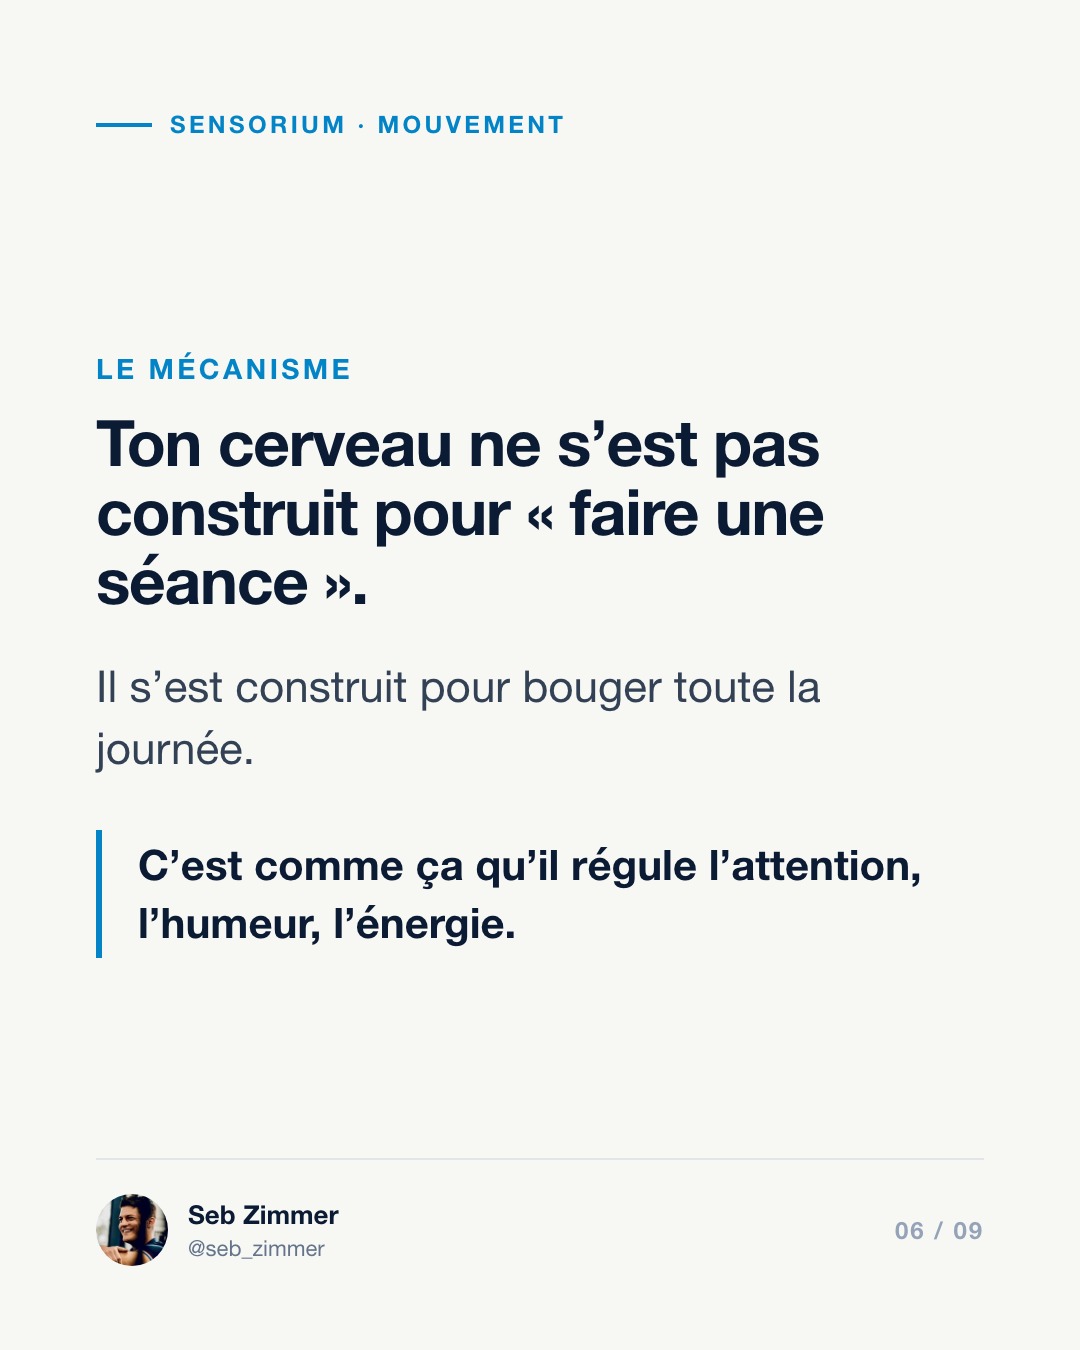 SENSORIUM · MOUVEMENT
LE MÉCANISME
Ton cerveau ne s’est pas
construit pour « faire une
séance ».
Il s’est construit pour bouger toute la
journée.
C’est comme ça qu’il régule l’attention,
l’humeur, l’énergie.
Seb Zimmer
@seb_zimmer
06 / 09